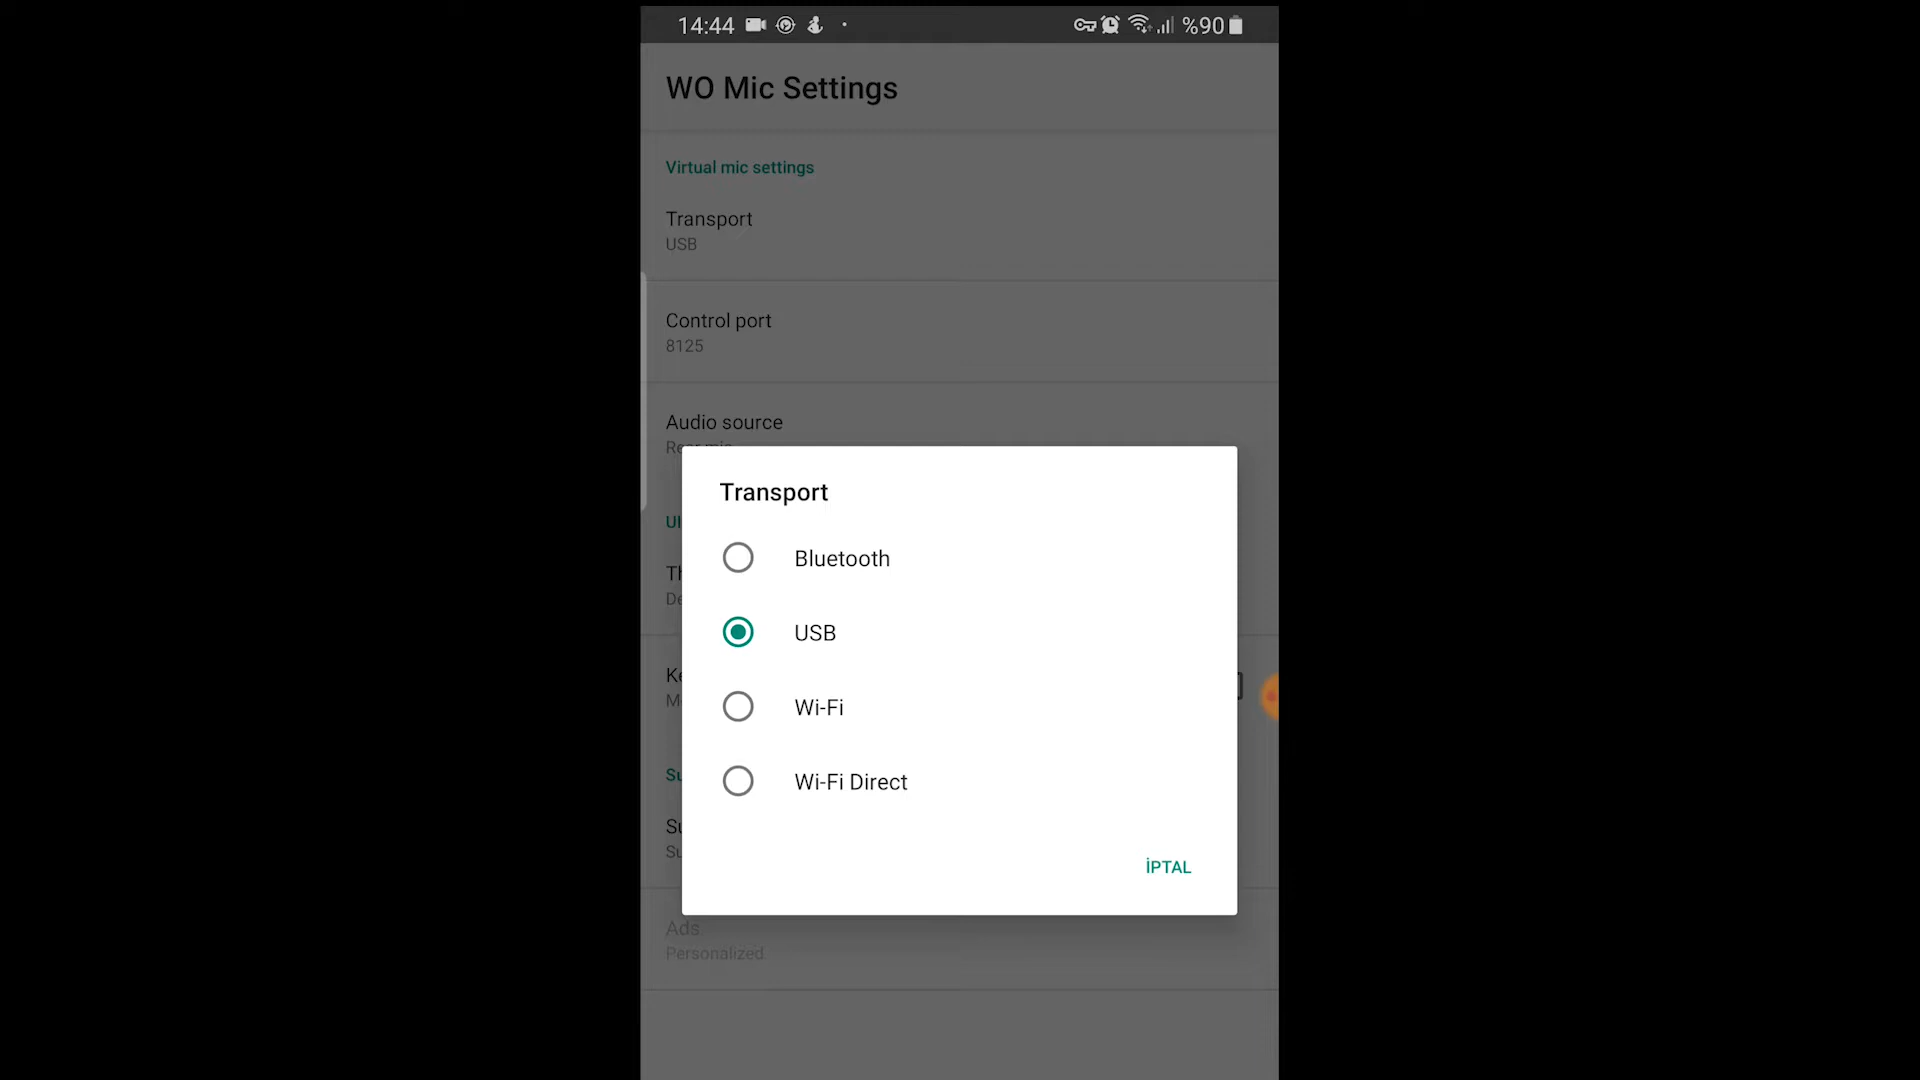 14:44 %90
WO Mic Settings
Virtual mic settings
Transport
USB
Control port
8125
Audio source
Transport
Bluetooth
USB
Wi-Fi
Wi-Fi Direct
İPTAL
Ads
Personalized